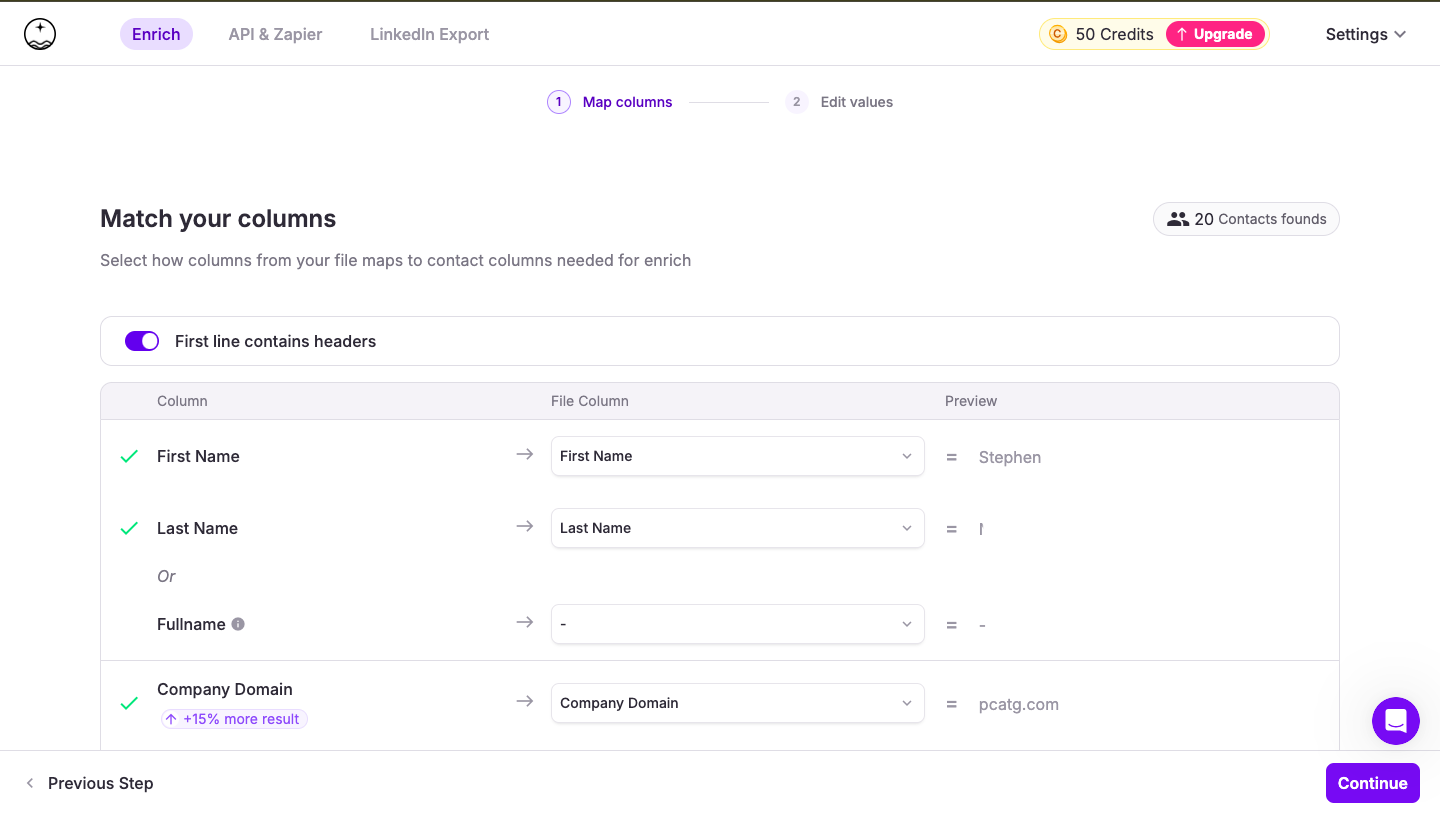 Enrich API & Zapier LinkedIn Export C 50 Credits ↑ Upgrade Settings
1 Map columns 2 Edit values
Match your columns 20 Contacts founds
Select how columns from your file maps to contact columns needed for enrich
First line contains headers
Column File Column Preview
First Name → First Name = Stephen
Last Name → Last Name =
Or
Fullname → - = -
Company Domain → Company Domain = pcatg.com
↑ +15% more result
Previous Step Continue